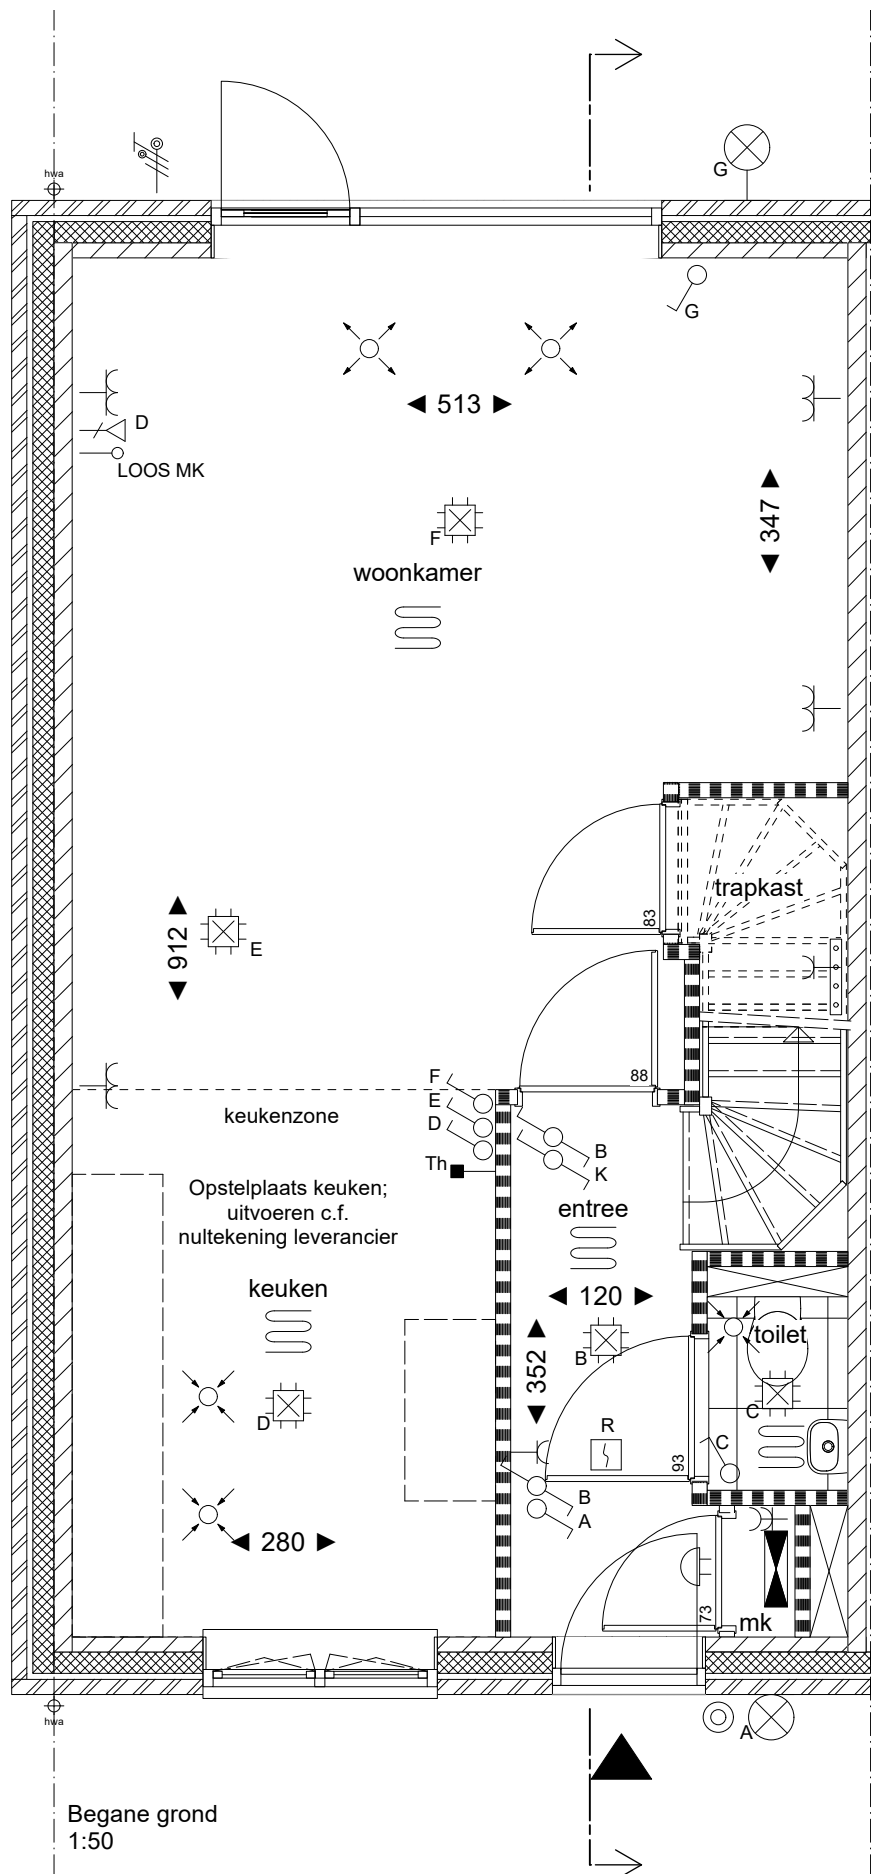 hwa
G
G
513
D
LOOS MK
347
F
woonkamer
trapkast
83
912
E
88
F
E
D
keukenzone
B
K
Th
Opstelplaats keuken;
uitvoeren c.f.
nultekening leverancier
entree
keuken
120
toilet
B
352
C
D
R
C
93
B
A
280
73
mk
hwa
A
Begane grond
1:50